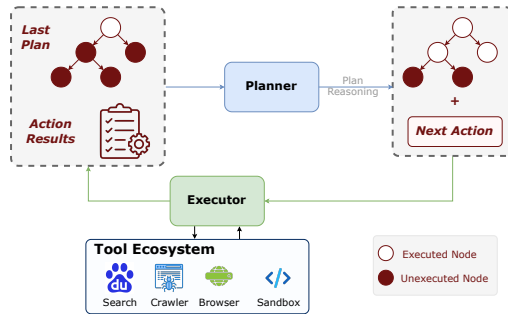 Last
Plan
Action
Results
Planner
Plan
Reasoning
+
Next Action
Executor
Tool Ecosystem
du
Search
Crawler
Browser
Sandbox
Executed Node
Unexecuted Node